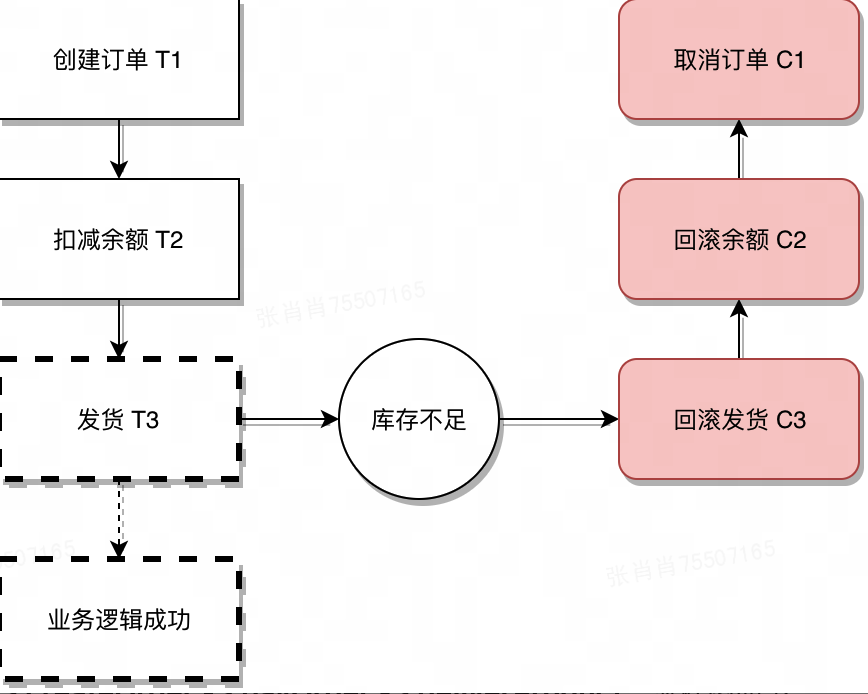 创建订单 T1
取消订单 C1
扣减余额 T2
回滚余额 C2
张肖肖75507165
发货 T3
库存不足
回滚发货 C3
张肖肖75507165
业务逻辑成功